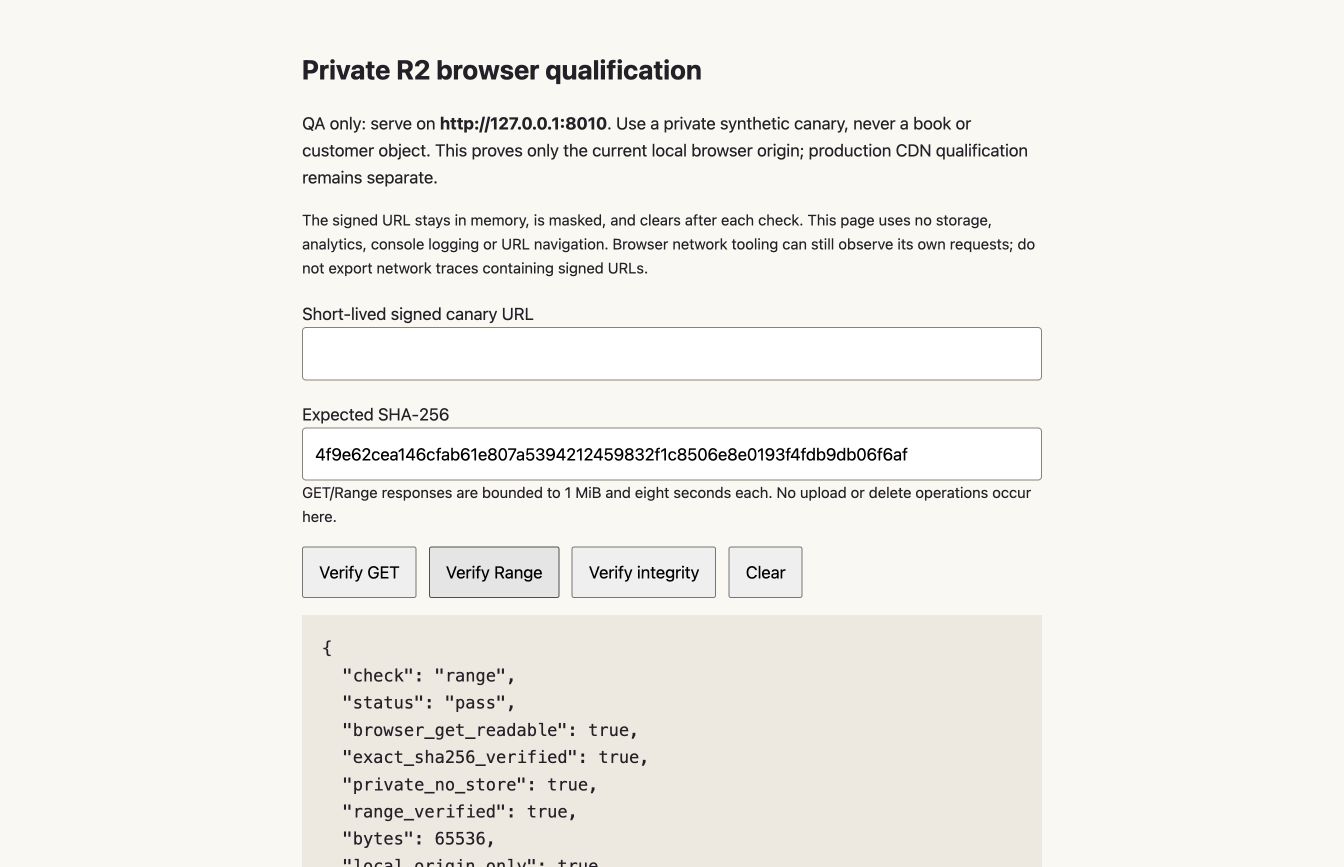 Private R2 browser qualification
QA only: serve on http://127.0.0.1:8010. Use a private synthetic canary, never a book or
customer object. This proves only the current local browser origin; production CDN qualification
remains separate.
The signed URL stays in memory, is masked, and clears after each check. This page uses no storage,
analytics, console logging or URL navigation. Browser network tooling can still observe its own requests; do
not export network traces containing signed URLs.
Short-lived signed canary URL
Expected SHA-256
4f9e62cea146cfab61e807a5394212459832f1c8506e8e0193f4fdb9db06f6af
GET/Range responses are bounded to 1 MiB and eight seconds each. No upload or delete operations occur
here.
Verify GET Verify Range Verify integrity Clear
{
"check": "range",
"status": "pass",
"browser_get_readable": true,
"exact_sha256_verified": true,
"private_no_store": true,
"range_verified": true,
"bytes": 65536,
"local_origin_only": true